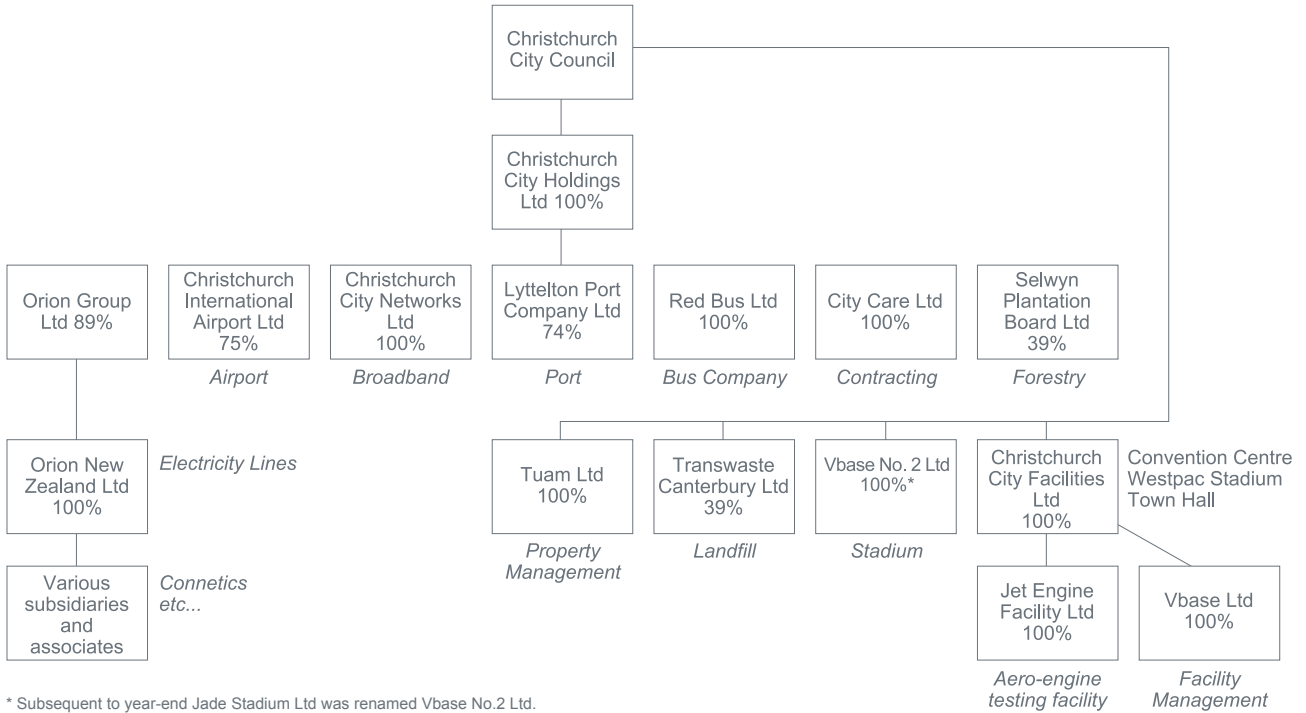 Christchurch
City Council
Christchurch
City Holdings
Ltd 100%
Orion Group
Ltd 89%
Christchurch
International
Airport Ltd
75%
Airport
Christchurch
City Networks
Ltd
100%
Broadband
Lyttelton Port
Company Ltd
74%
Port
Red Bus Ltd
100%
Bus Company
City Care Ltd
100%
Contracting
Selwyn
Plantation
Board Ltd
39%
Forestry
Orion New
Zealand Ltd
100%
Electricity Lines
Tuam Ltd
100%
Property
Management
Transwaste
Canterbury Ltd
39%
Landfill
Vbase No. 2 Ltd
100%*
Stadium
Christchurch
City Facilities
Ltd
100%
Convention Centre
Westpac Stadium
Town Hall
Various
subsidiaries
and
associates
Connetics
etc...
Jet Engine
Facility Ltd
100%
Aero-engine
testing facility
Vbase Ltd
100%
Facility
Management
* Subsequent to year-end Jade Stadium Ltd was renamed Vbase No.2 Ltd.